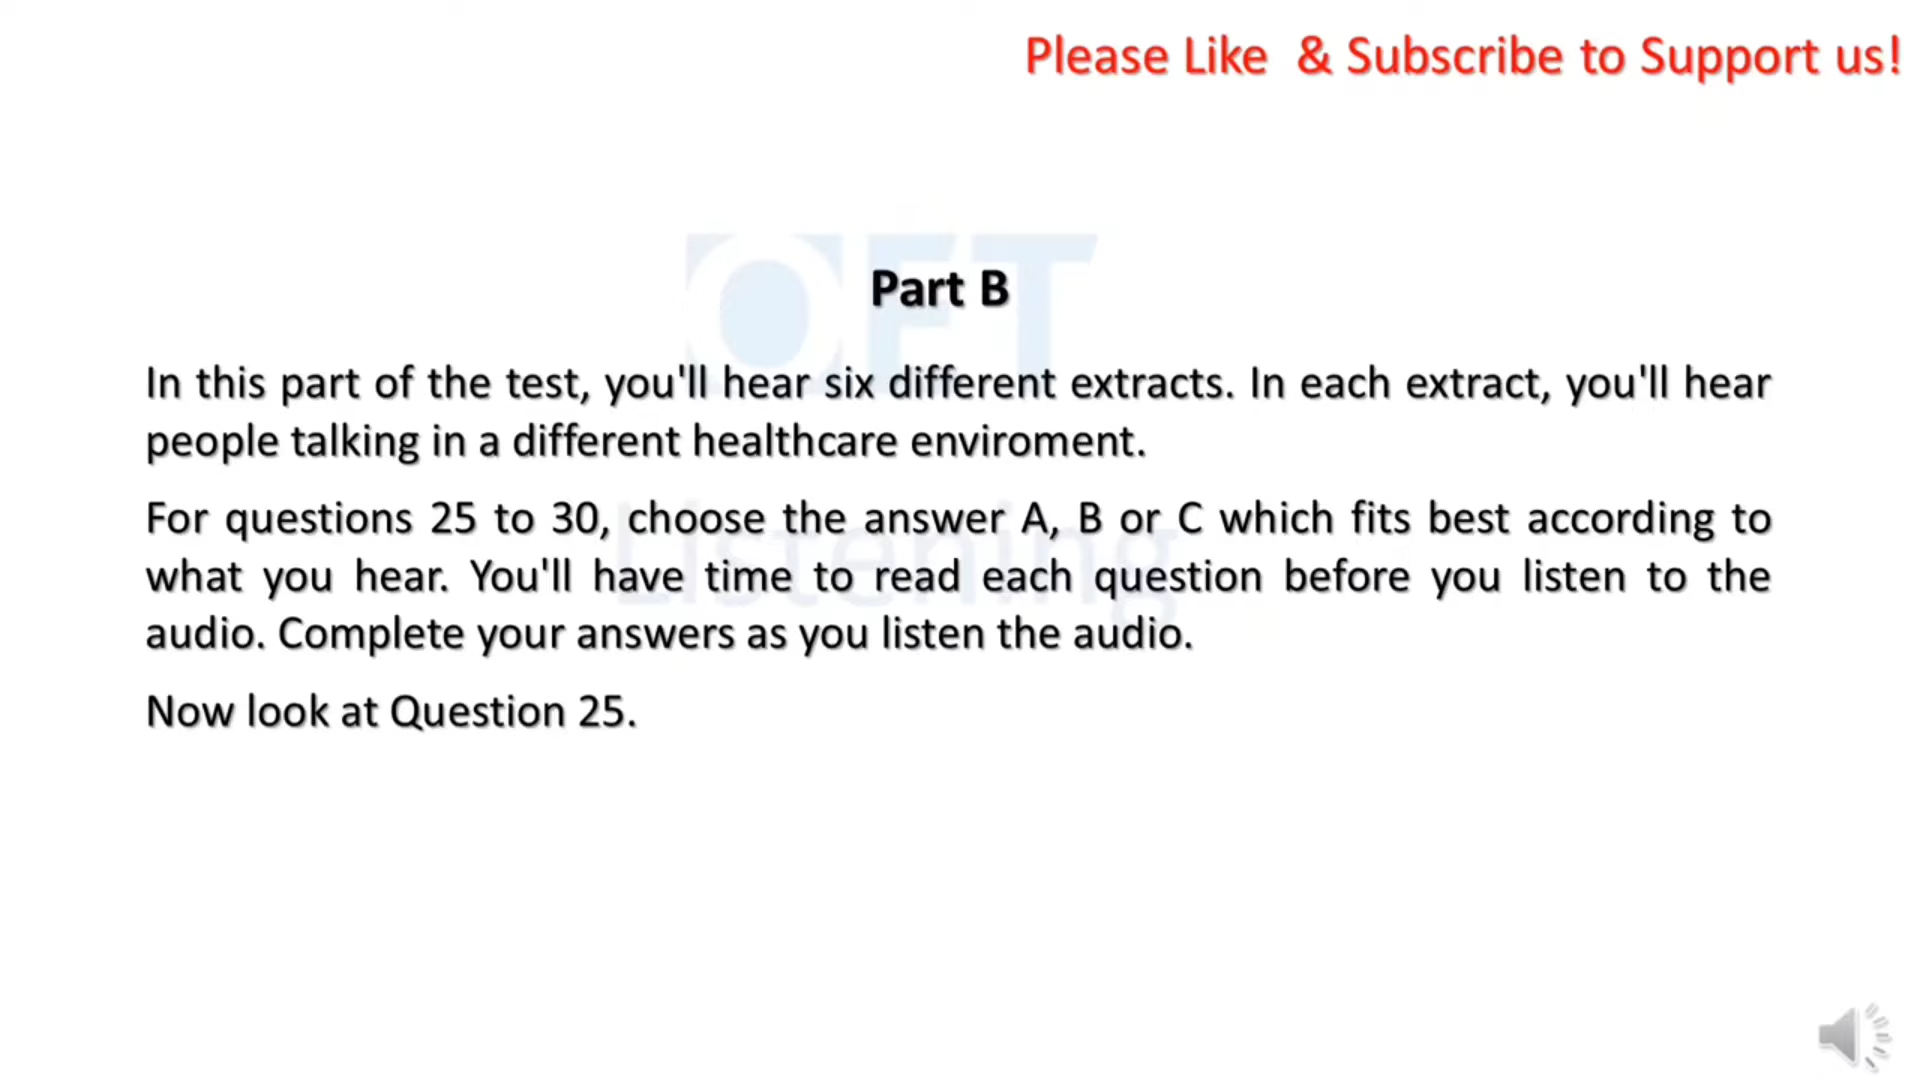 Please Like & Subscribe to Support us!
OET
Part B
In this part of the test, you'll hear six different extracts. In each extract, you'll hear
people talking in a different healthcare enviroment.
For questions 25 to 30, choose the answer A, B or C which fits best according to
what you hear. You'll have time to read each question before you listen to the
audio. Complete your answers as you listen the audio.
Listening
Now look at Question 25.